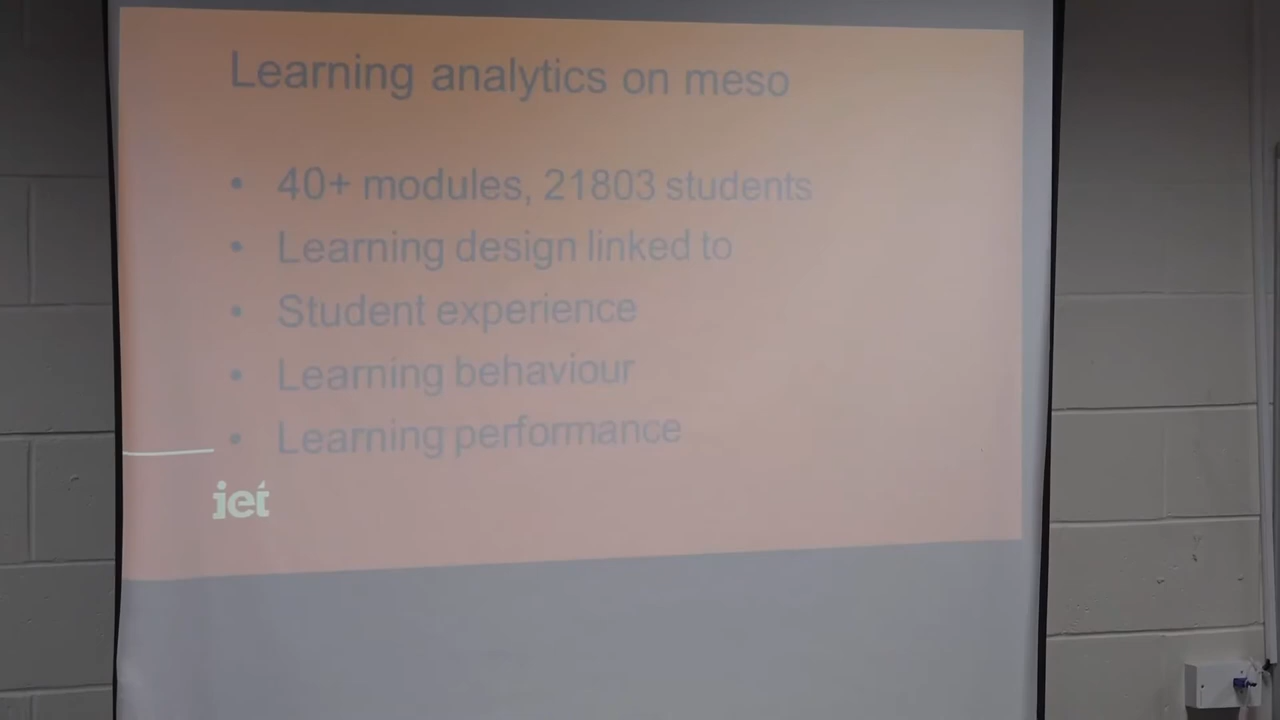 Learning analytics on meso
• 40+ modules, 21803 students
• Learning design linked to
• Student experience
• Learning behaviour
• Learning performance
iet